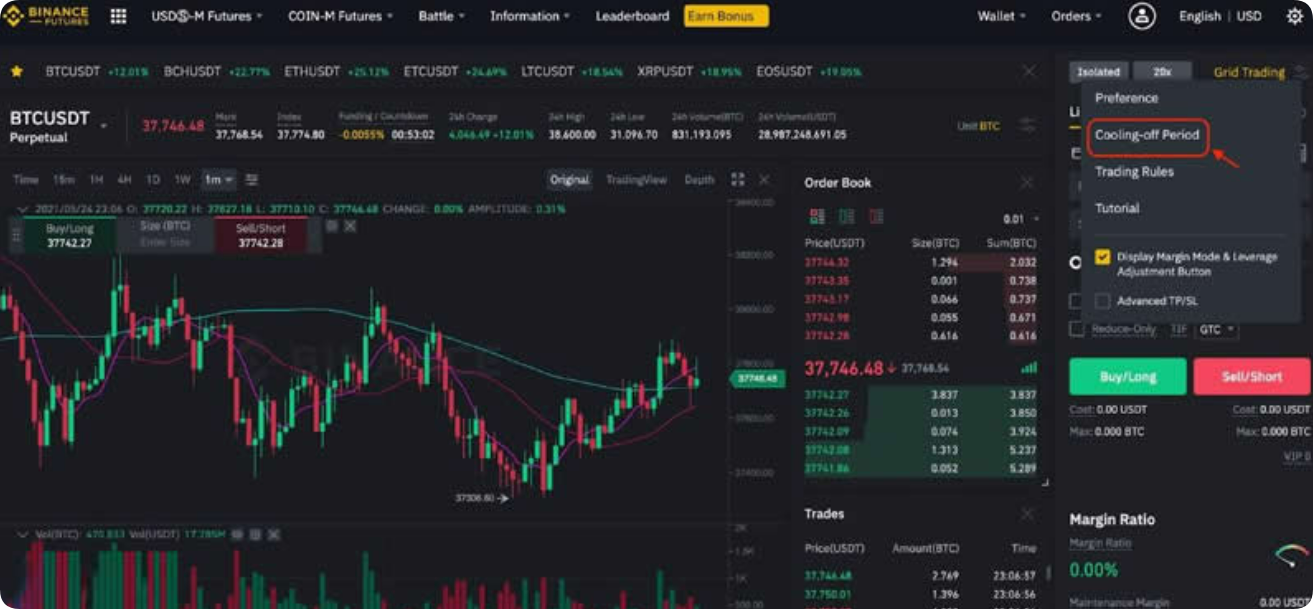 BINANCE FUTURES USDⓈ-M Futures COIN-M Futures Battle Information Leaderboard Earn Bonus Wallet Orders English | USD
BTCUSDT +12.01% BCHUSDT +22.77% ETHUSDT +25.12% ETCUSDT +24.69% LTCUSDT +18.54% XRPUSDT +18.95% EOSUSDT +19.05%
Isolated 20x Grid Trading
BTCUSDT
Perpetual
37,746.48
Mark
37,768.54
Index
37,774.80
Funding / Countdown
-0.0055% 00:53:02
24h Change
4,046.49 +12.01%
24h High
38,600.00
24h Low
31,096.70
24h Volume(BTC)
831,193.095
24h Volume(USDT)
28,987,248,691.05
Unit BTC
Time 15m 1H 4H 1D 1W 1m Original TradingView Depth
2021/05/24 23:06 O: 37720.22 H: 37827.18 L: 37710.10 C: 37746.48 CHANGE: 0.00% AMPLITUDE: 0.31%
Buy/Long
37742.27
Size (BTC)
Enter Size
Sell/Short
37742.28
BINANCE
38200.00
37746.48
37400.00
37306.60
Vol(BTC): 470.833 Vol(USDT) 17.785M
2K
1K
Order Book
0.01
Price(USDT) Size(BTC) Sum(BTC)
37744.32 1.294 2.032
37743.35 0.001 0.738
37743.17 0.066 0.737
37742.98 0.055 0.671
37742.28 0.616 0.616
37,746.48 37,768.54
37742.27 3.837 3.837
37742.26 0.013 3.850
37742.09 0.074 3.924
37742.08 1.313 5.237
37741.86 0.052 5.289
Trades
Price(USDT) Amount(BTC) Time
37,746.48 2.769 23:06:57
37,750.01 1.396 23:06:56
Preference
Cooling-off Period
Trading Rules
Tutorial
Display Margin Mode & Leverage
Adjustment Button
Advanced TP/SL
Reduce-Only TIF GTC
Buy/Long Sell/Short
Cost: 0.00 USDT Cost: 0.00 USDT
Max: 0.000 BTC Max: 0.000 BTC
VIP 0
Margin Ratio
Margin Ratio
0.00%
Maintenance Margin 0.00 USDT